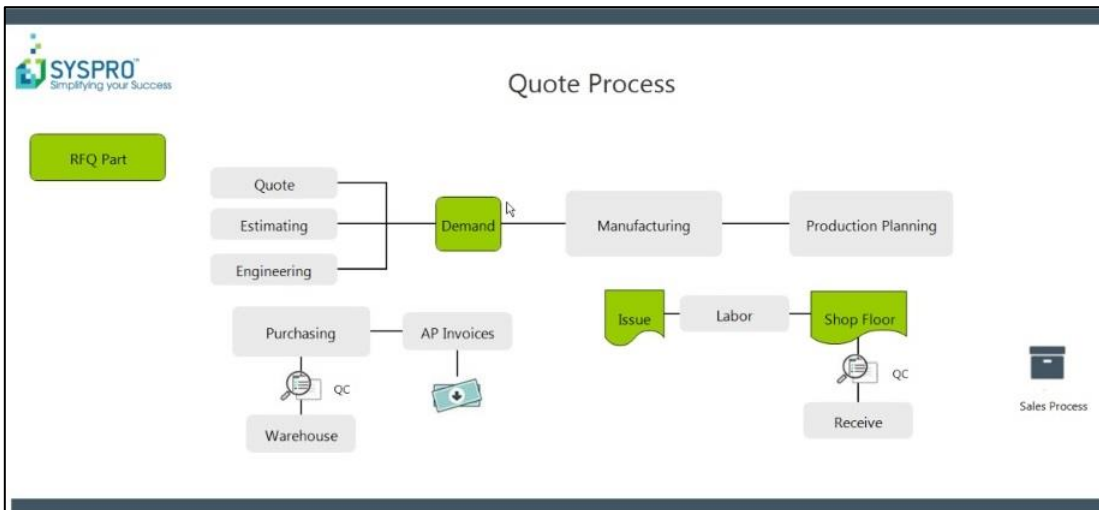 SYSPRO™
Simplifying your Success
Quote Process
RFQ Part
Quote
Estimating
Engineering
Demand
Manufacturing
Production Planning
Purchasing
AP Invoices
QC
Warehouse
Issue
Labor
Shop Floor
QC
Receive
Sales Process